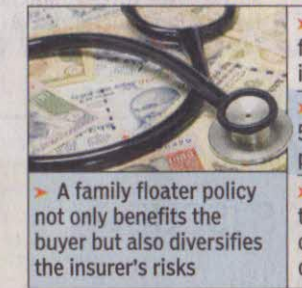 ➤ A family floater policy
not only benefits the
buyer but also diversifies
the insurer's risks